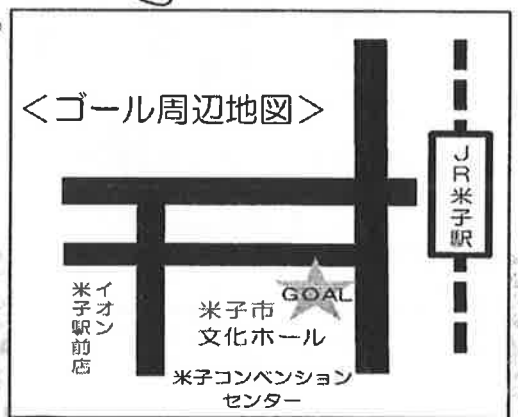 ＜ゴール周辺地図＞
JR米子駅
イオン
米子駅前店
GOAL
米子市
文化ホール
米子コンベンション
センター